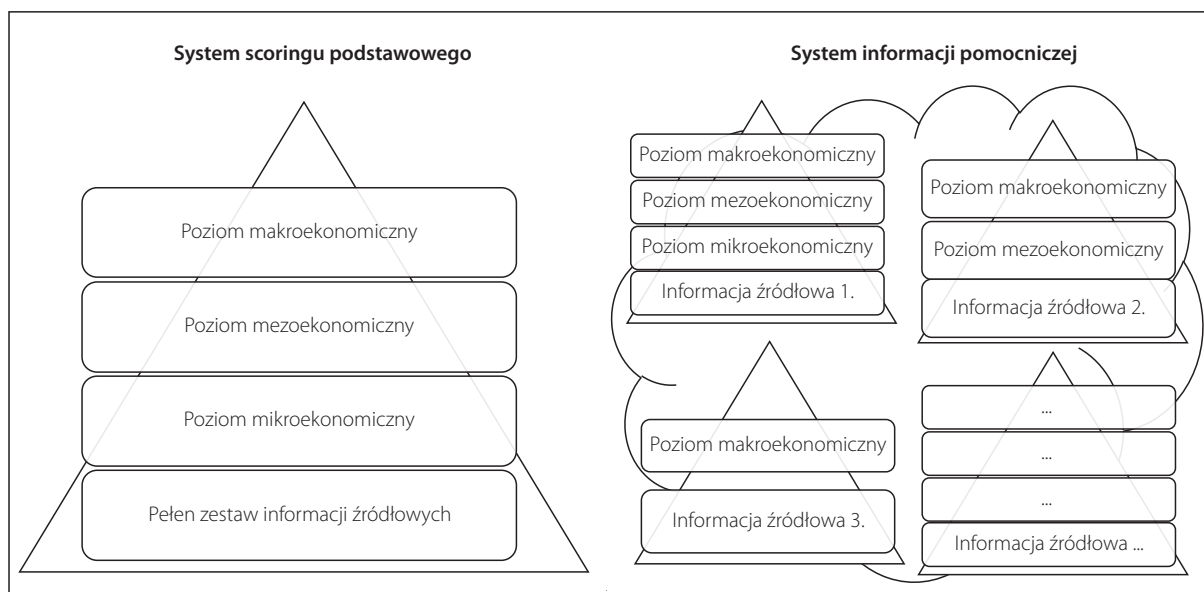 System scoringu podstawowego
Poziom makroekonomiczny
Poziom mezoekonomiczny
Poziom mikroekonomiczny
Pełen zestaw informacji źródłowych
System informacji pomocniczej
Poziom makroekonomiczny
Poziom mezoekonomiczny
Poziom mikroekonomiczny
Informacja źródłowa 1.
Poziom makroekonomiczny
Poziom mezoekonomiczny
Informacja źródłowa 2.
Poziom makroekonomiczny
Informacja źródłowa 3.
...
...
...
Informacja źródłowa ...